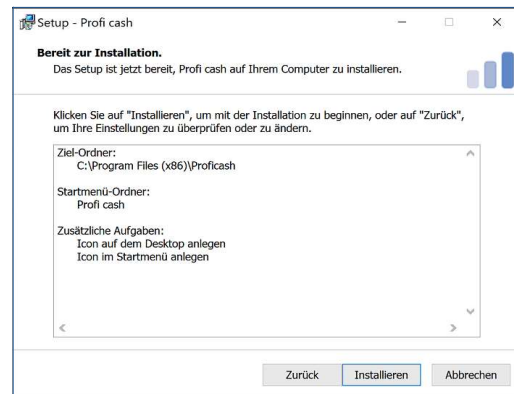 Setup - Profi cash
Bereit zur Installation.
Das Setup ist jetzt bereit, Profi cash auf Ihrem Computer zu installieren.
Klicken Sie auf "Installieren", um mit der Installation zu beginnen, oder auf "Zurück",
um Ihre Einstellungen zu überprüfen oder zu ändern.
Ziel-Ordner:
C:\Program Files (x86)\Proficash
Startmenü-Ordner:
Profi cash
Zusätzliche Aufgaben:
Icon auf dem Desktop anlegen
Icon im Startmenü anlegen
Zurück Installieren Abbrechen